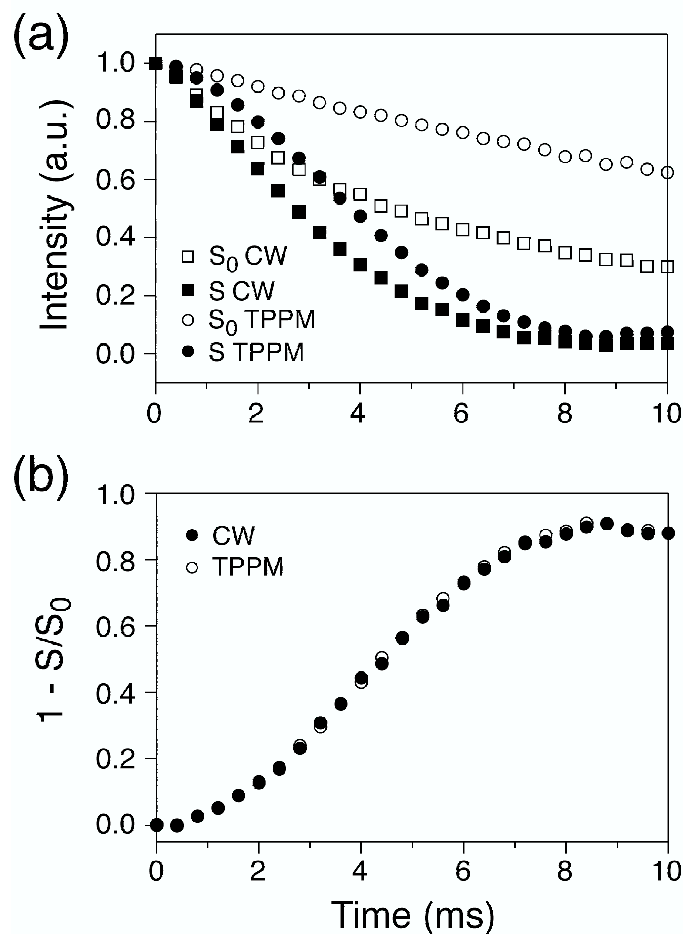 (a)
Intensity (a.u.)
1.0
0.8
0.6
0.4
0.2
0.0
S₀ CW
S CW
S₀ TPPM
S TPPM
0 2 4 6 8 10
(b)
1 - S/S₀
1.0
0.8
0.6
0.4
0.2
0.0
CW
TPPM
0 2 4 6 8 10
Time (ms)